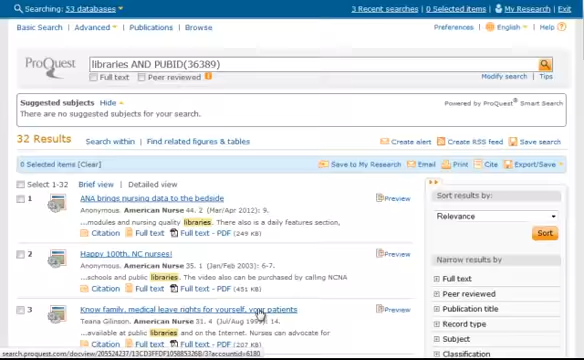 Searching: 53 databases
3 Recent searches | 0 Selected items | My Research | Exit
Basic Search | Advanced | Publications | Browse
Preferences | English | Help
ProQuest
libraries AND PUBID(36389)
Full text Peer reviewed
Modify search | Tips
Suggested subjects Hide
Powered by ProQuest® Smart Search
There are no suggested subjects for your search.
32 Results Search within | Find related figures & tables
Create alert Create RSS feed Save search
0 Selected items [Clear]
Save to My Research Email Print Cite Export/Save
Select 1-32 Brief view | Detailed view
1 ANA brings nursing data to the bedside
Preview
Anonymous. American Nurse 44. 2 (Mar/Apr 2012): 9.
...modules and nursing quality libraries. There is also a daily features section,
Citation Full text Full text - PDF (249 KB)
2 Happy 100th, NC nurses!
Preview
Anonymous. American Nurse 35. 1 (Jan/Feb 2003): 6-7.
...schools and public libraries. The video also can be purchased by calling NCNA
Citation Full text Full text - PDF (451 KB)
3 Know family, medical leave rights for yourself, your patients
Preview
Teana Gilinson. American Nurse 31. 4 (Jul/Aug 1999): 14.
...available at public libraries and on the Internet. Nurses can advocate for
Citation Full text Full text - PDF (207 KB)
Sort results by:
Relevance
Sort
Narrow results by
Full text
Peer reviewed
Publication title
Record type
Subject
Classification